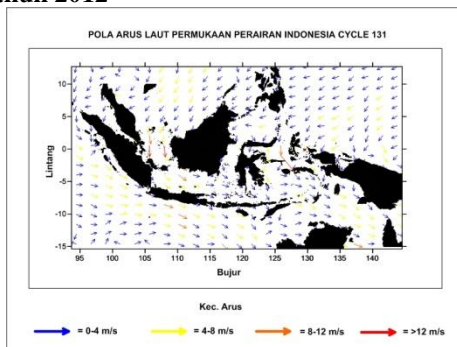 ahun 2012
POLA ARUS LAUT PERMUKAAN PERAIRAN INDONESIA CYCLE 131
Lintang
10
5
0
-5
-10
-15
95 100 105 110 115 120 125 130 135 140
Bujur
Kec. Arus
= 0-4 m/s = 4-8 m/s = 8-12 m/s = >12 m/s